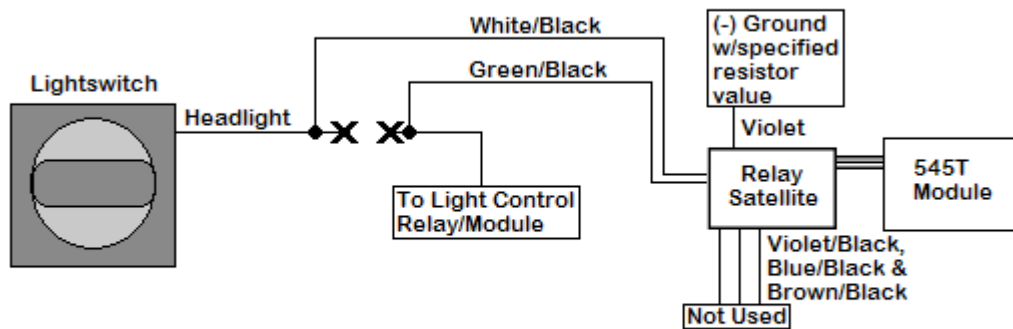 White/Black
(-) Ground
w/specified
resistor
value
Lightswitch
Green/Black
Headlight
Violet
To Light Control
Relay/Module
Relay
Satellite
545T
Module
Violet/Black,
Blue/Black &
Brown/Black
Not Used